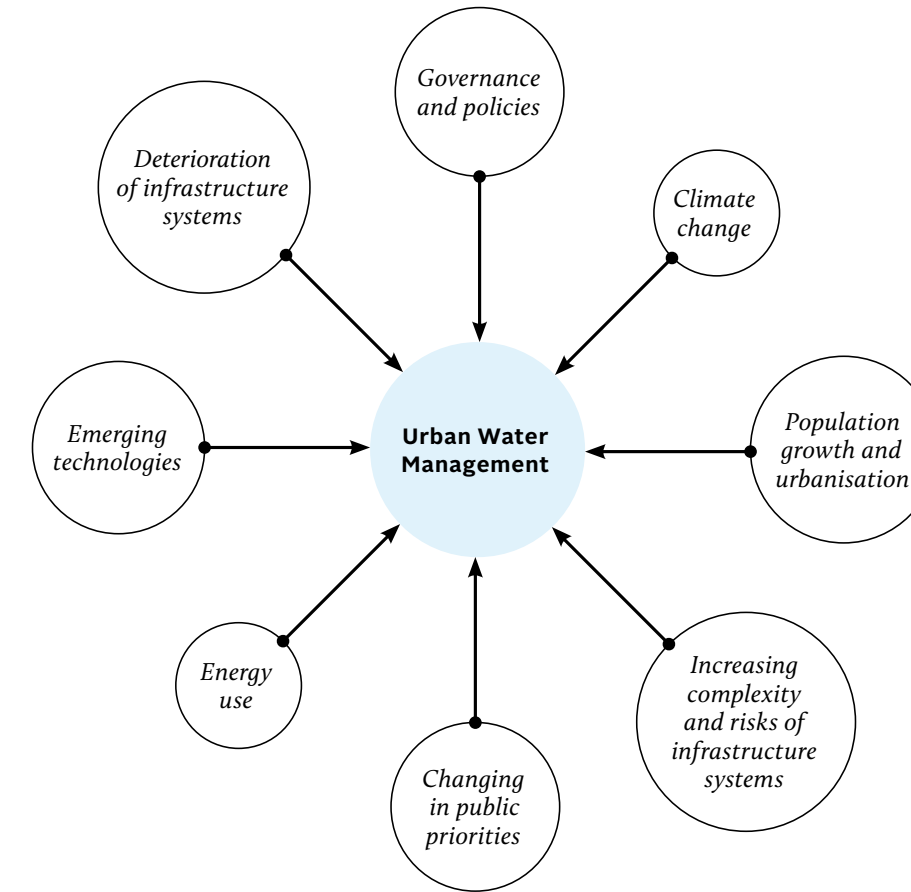 Governance
and policies
Deterioration
of infrastructure
systems
Climate
change
Emerging
technologies
Urban Water
Management
Population
growth and
urbanisation
Energy
use
Increasing
complexity
and risks of
infrastructure
systems
Changing
in public
priorities